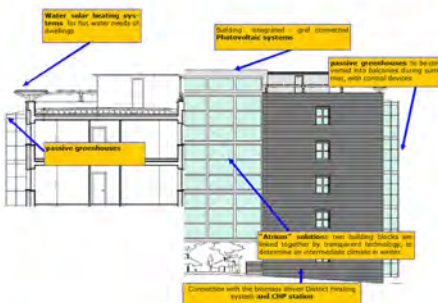 Water solar heating sys-
tems for hot water needs of
dwellings
Building integrated - grid connected
Photovoltaic systems
passive greenhouses to be con-
verted into balconies during sum-
mer, with control devices
passive greenhouses
"Atrium" solution: two building blocks are
linked together by transparent technology, to
determine an intermediate climate in winter.
Connection with the biomass driven District Heating
system and CHP station